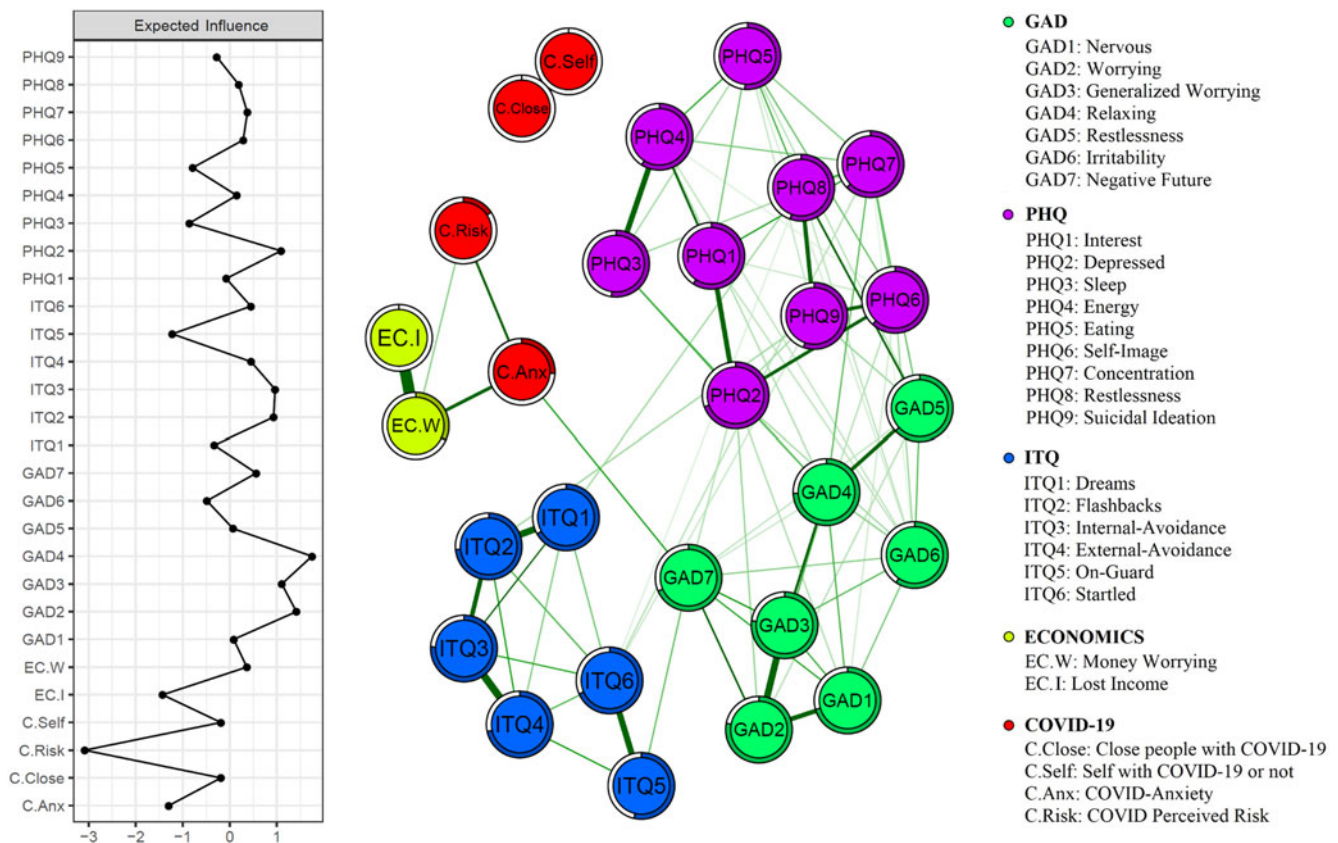 Expected Influence
PHQ9
PHQ8
PHQ7
PHQ6
PHQ5
PHQ4
PHQ3
PHQ2
PHQ1
ITQ6
ITQ5
ITQ4
ITQ3
ITQ2
ITQ1
GAD7
GAD6
GAD5
GAD4
GAD3
GAD2
GAD1
EC.W
EC.I
C.Self
C.Risk
C.Close
C.Anx
−3 −2 −1 0 1
C.Self
C.Close
PHQ5
PHQ4
PHQ7
PHQ8
C.Risk
PHQ3
PHQ1
PHQ6
PHQ9
EC.I
C.Anx
PHQ2
EC.W
GAD5
GAD4
ITQ1
ITQ2
GAD6
GAD7
GAD3
ITQ3
ITQ6
GAD1
ITQ4
GAD2
ITQ5
GAD
GAD1: Nervous
GAD2: Worrying
GAD3: Generalized Worrying
GAD4: Relaxing
GAD5: Restlessness
GAD6: Irritability
GAD7: Negative Future
PHQ
PHQ1: Interest
PHQ2: Depressed
PHQ3: Sleep
PHQ4: Energy
PHQ5: Eating
PHQ6: Self-Image
PHQ7: Concentration
PHQ8: Restlessness
PHQ9: Suicidal Ideation
ITQ
ITQ1: Dreams
ITQ2: Flashbacks
ITQ3: Internal-Avoidance
ITQ4: External-Avoidance
ITQ5: On-Guard
ITQ6: Startled
ECONOMICS
EC.W: Money Worrying
EC.I: Lost Income
COVID-19
C.Close: Close people with COVID-19
C.Self: Self with COVID-19 or not
C.Anx: COVID-Anxiety
C.Risk: COVID Perceived Risk